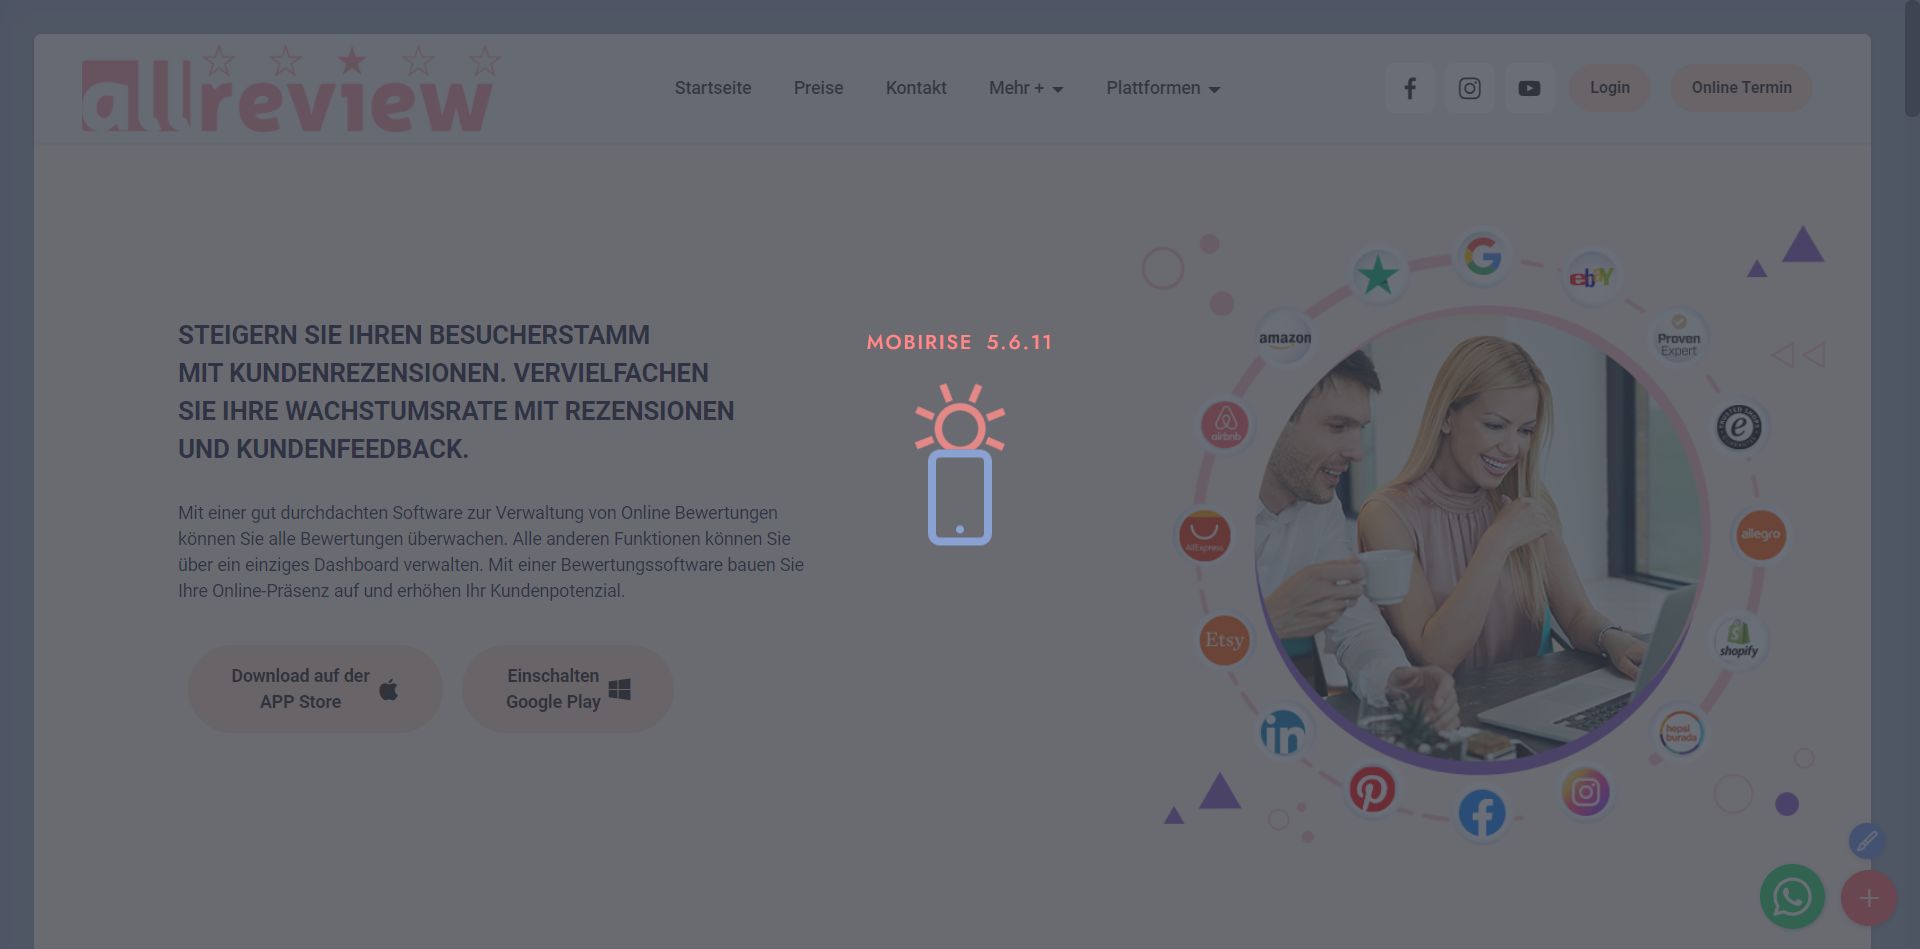 allreview
Startseite
Preise
Kontakt
Mehr +
Plattformen
Login
Online Termin
STEIGERN SIE IHREN BESUCHERSTAMM
MIT KUNDENREZENSIONEN. VERVIELFACHEN
SIE IHRE WACHSTUMSRATE MIT REZENSIONEN
UND KUNDENFEEDBACK.
Mit einer gut durchdachten Software zur Verwaltung von Online Bewertungen
können Sie alle Bewertungen überwachen. Alle anderen Funktionen können Sie
über ein einziges Dashboard verwalten. Mit einer Bewertungssoftware bauen Sie
Ihre Online-Präsenz auf und erhöhen Ihr Kundenpotenzial.
Download auf der
APP Store
Einschalten
Google Play
MOBIRISE 5.6.11
G
ebay
amazon
Proven
Expert
airbnb
TRUSTED SHOPS
e
AliExpress
allegro
Etsy
shopify
in
hepsi
burada